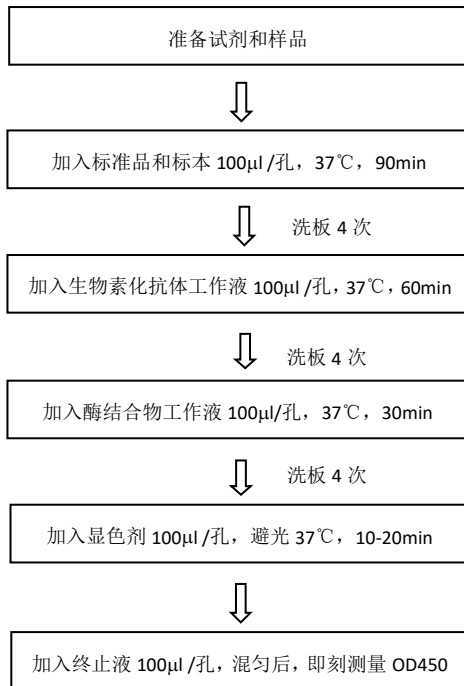 准备试剂和样品
加入标准品和标本 100μl /孔，37℃，90min
洗板 4 次
加入生物素化抗体工作液 100μl /孔，37℃，60min
洗板 4 次
加入酶结合物工作液 100μl/孔，37℃，30min
洗板 4 次
加入显色剂 100μl /孔，避光 37℃，10-20min
加入终止液 100μl /孔，混匀后，即刻测量 OD450